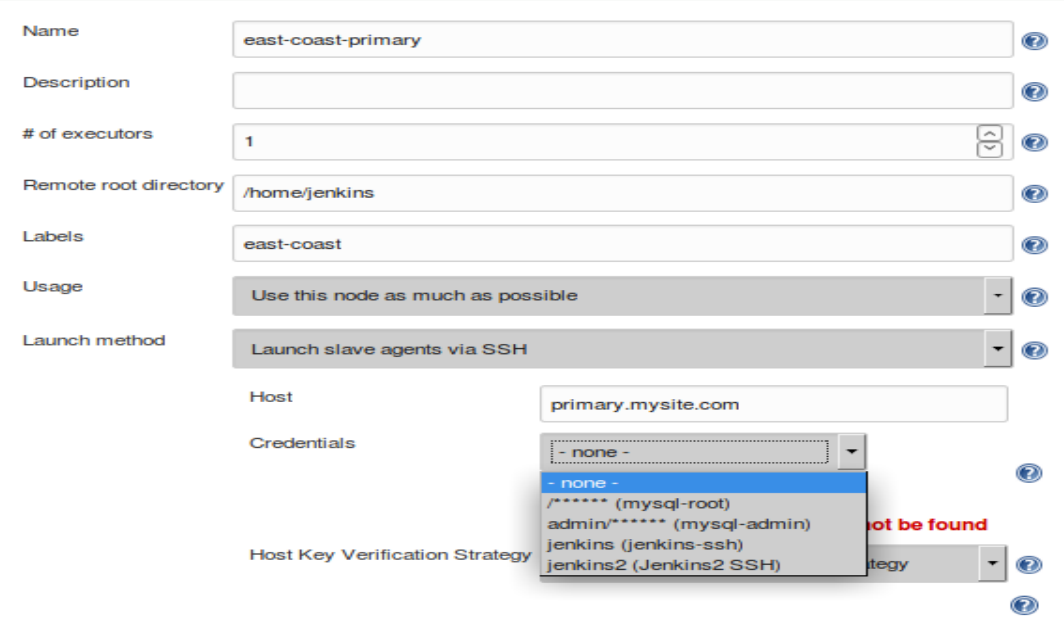 Name
east-coast-primary
Description
# of executors
1
Remote root directory
/home/jenkins
Labels
east-coast
Usage
Use this node as much as possible
Launch method
Launch slave agents via SSH
Host
primary.mysite.com
Credentials
- none -
- none -
/****** (mysql-root)
admin/****** (mysql-admin)
not be found
jenkins (jenkins-ssh)
Host Key Verification Strategy
jenkins2 (Jenkins2 SSH)